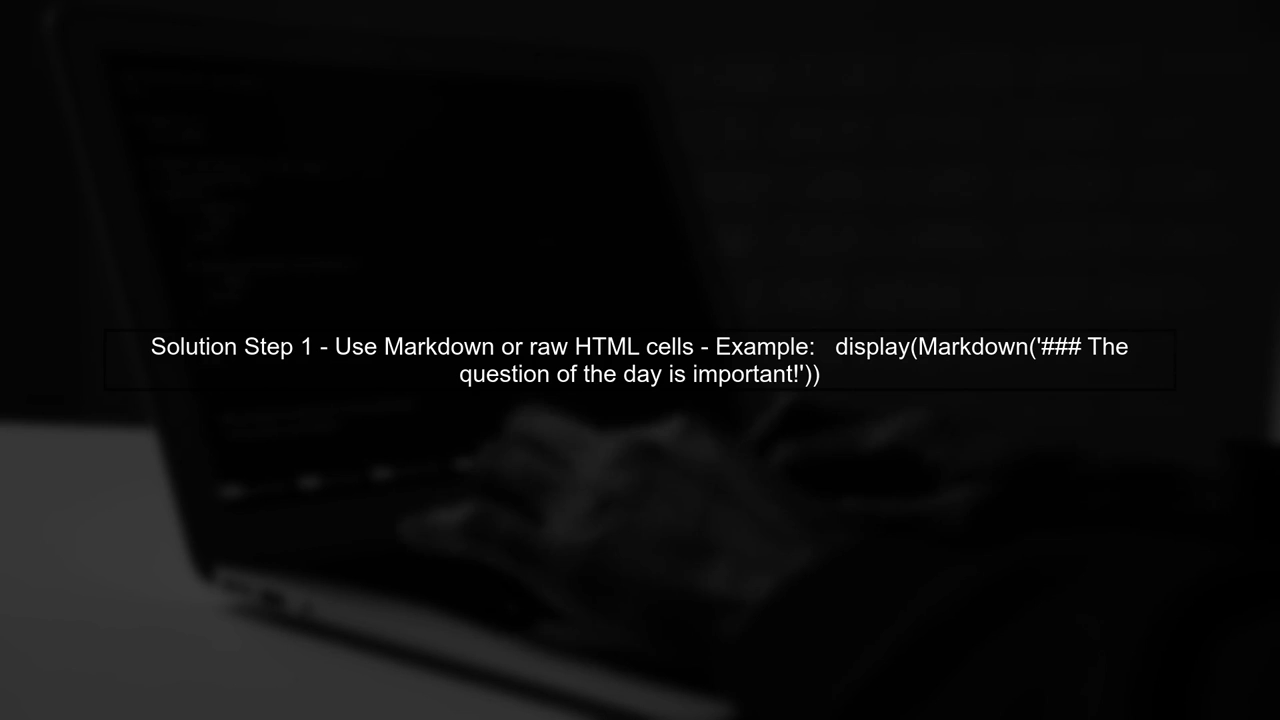 Solution Step 1 - Use Markdown or raw HTML cells - Example:   display(Markdown('### The
question of the day is important!'))